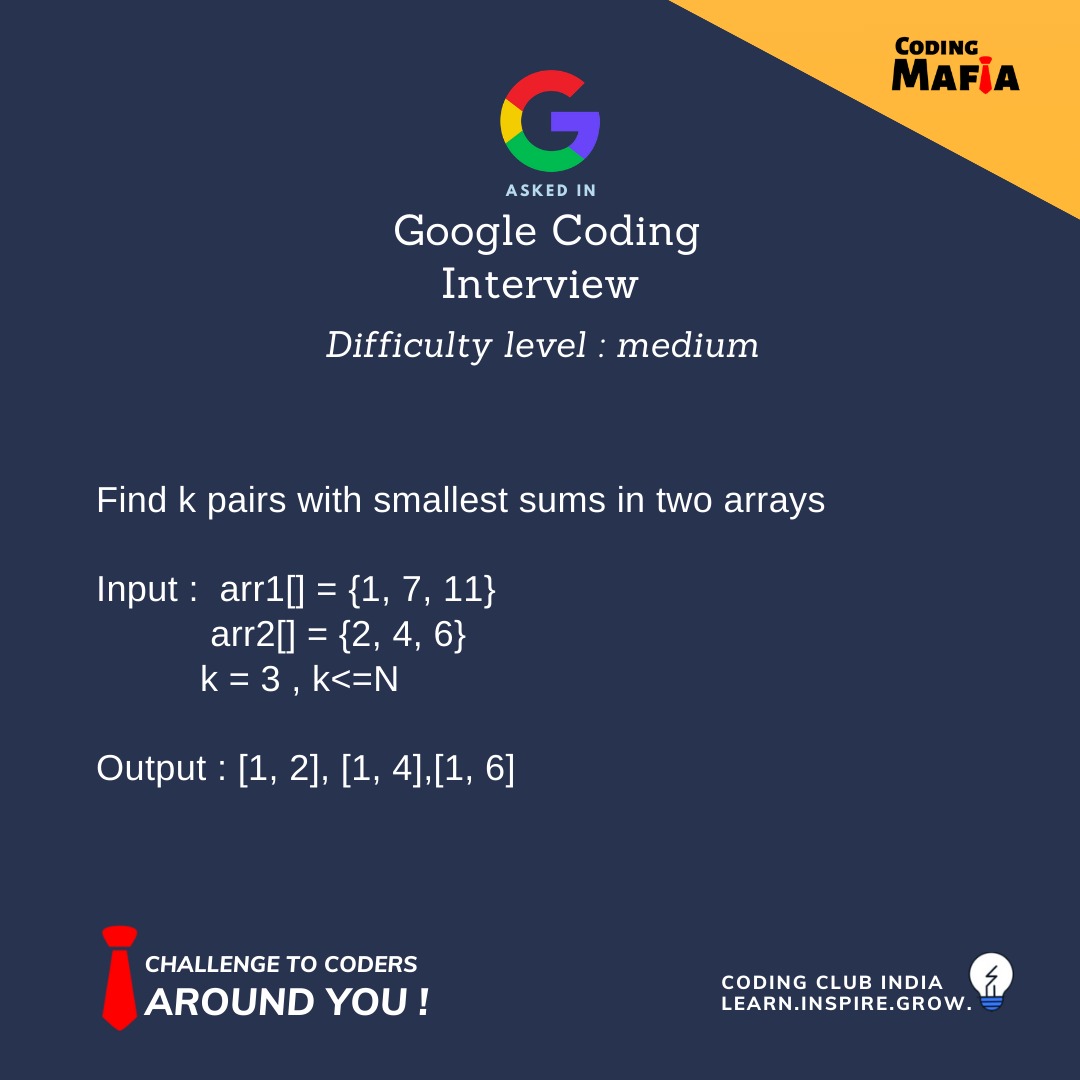 CODING
MAFIA
ASKED IN
Google Coding
Interview
Difficulty level : medium
Find k pairs with smallest sums in two arrays
Input :  arr1[] = {1, 7, 11}
arr2[] = {2, 4, 6}
k = 3 , k<=N
Output : [1, 2], [1, 4],[1, 6]
CHALLENGE TO CODERS
AROUND YOU !
CODING CLUB INDIA
LEARN.INSPIRE.GROW.